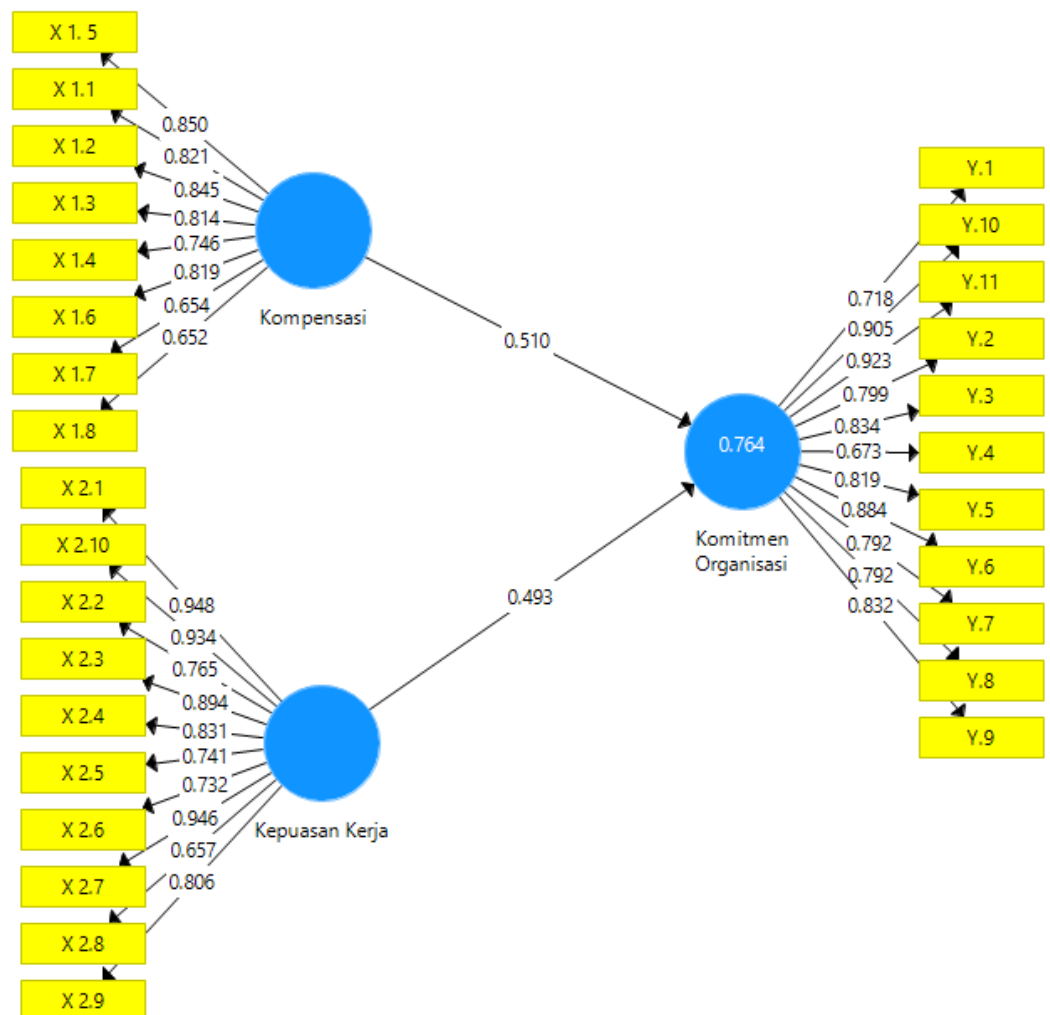 X 1. 5
X 1.1
X 1.2
X 1.3
X 1.4
X 1.6
X 1.7
X 1.8
0.850
0.821
0.845
0.814
0.746
0.819
0.654
0.652
Kompensasi
X 2.1
X 2.10
X 2.2
X 2.3
X 2.4
X 2.5
X 2.6
X 2.7
X 2.8
X 2.9
0.948
0.934
0.765
0.894
0.831
0.741
0.732
0.946
0.657
0.806
Kepuasan Kerja
0.510
0.493
0.764
Komitmen
Organisasi
0.718
0.905
0.923
0.799
0.834
0.673
0.819
0.884
0.792
0.792
0.832
Y.1
Y.10
Y.11
Y.2
Y.3
Y.4
Y.5
Y.6
Y.7
Y.8
Y.9